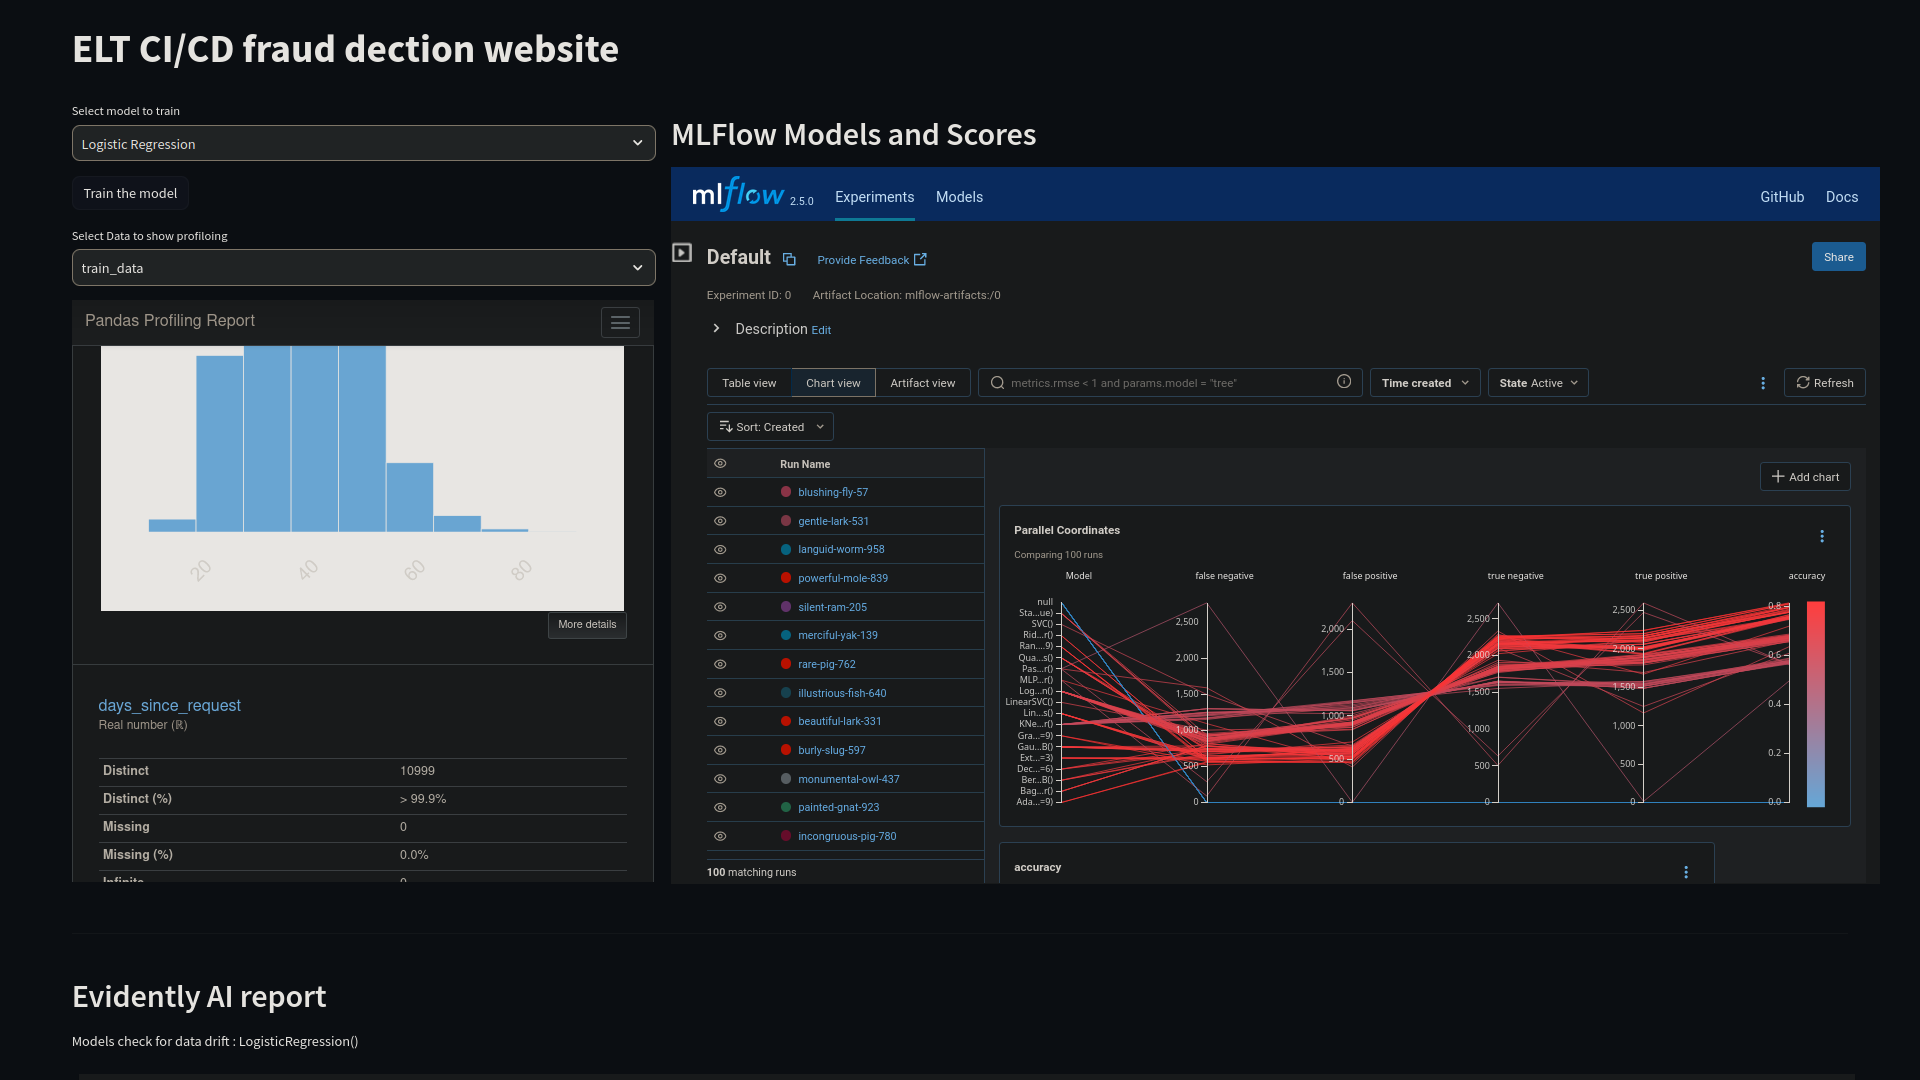 ELT CI/CD fraud dection website
Select model to train
Logistic Regression
Train the model
Select Data to show profiloing
train_data
Pandas Profiling Report
20 40 60 80
More details
days_since_request
Real number (ℝ)
Distinct 10999
Distinct (%) > 99.9%
Missing 0
Missing (%) 0.0%
Infinite 0
MLFlow Models and Scores
mlflow 2.5.0 Experiments Models GitHub Docs
Default Provide Feedback Share
Experiment ID: 0 Artifact Location: mlflow-artifacts:/0
Description Edit
Table view Chart view Artifact view metrics.rmse < 1 and params.model = "tree" Time created State Active Refresh
Sort: Created
Run Name
blushing-fly-57
gentle-lark-531
languid-worm-958
powerful-mole-839
silent-ram-205
merciful-yak-139
rare-pig-762
illustrious-fish-640
beautiful-lark-331
burly-slug-597
monumental-owl-437
painted-gnat-923
incongruous-pig-780
100 matching runs
Add chart
Parallel Coordinates
Comparing 100 runs
Model false negative false positive true negative true positive accuracy
null
Sta...ue)
SVC()
Rid...r()
Ran....9)
Qua...s()
Pas...r()
MLP...r()
Log...n()
LinearSVC()
Lin...s()
KNe...r()
Gra...=9)
Gau...B()
Ext...=3)
Dec...=6)
Ber...B()
Bag...r()
Ada...=9)
2,500
2,000
1,500
1,000
500
0
2,000
1,500
1,000
500
0
2,500
2,000
1,500
1,000
500
0
2,500
2,000
1,500
1,000
500
0
0.8
0.6
0.4
0.2
0.0
accuracy
Evidently AI report
Models check for data drift : LogisticRegression()